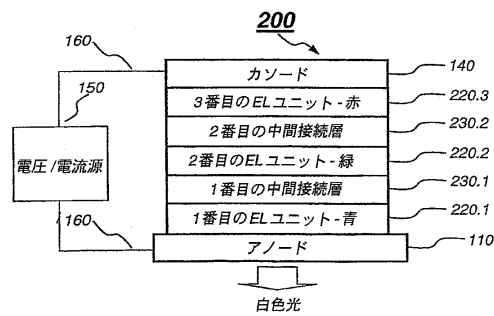 200
160
カソード
140
150
3番目のELユニット-赤
220.3
2番目の中間接続層
230.2
電圧/電流源
2番目のELユニット-緑
220.2
1番目の中間接続層
230.1
160
1番目のELユニット-青
220.1
アノード
110
白色光